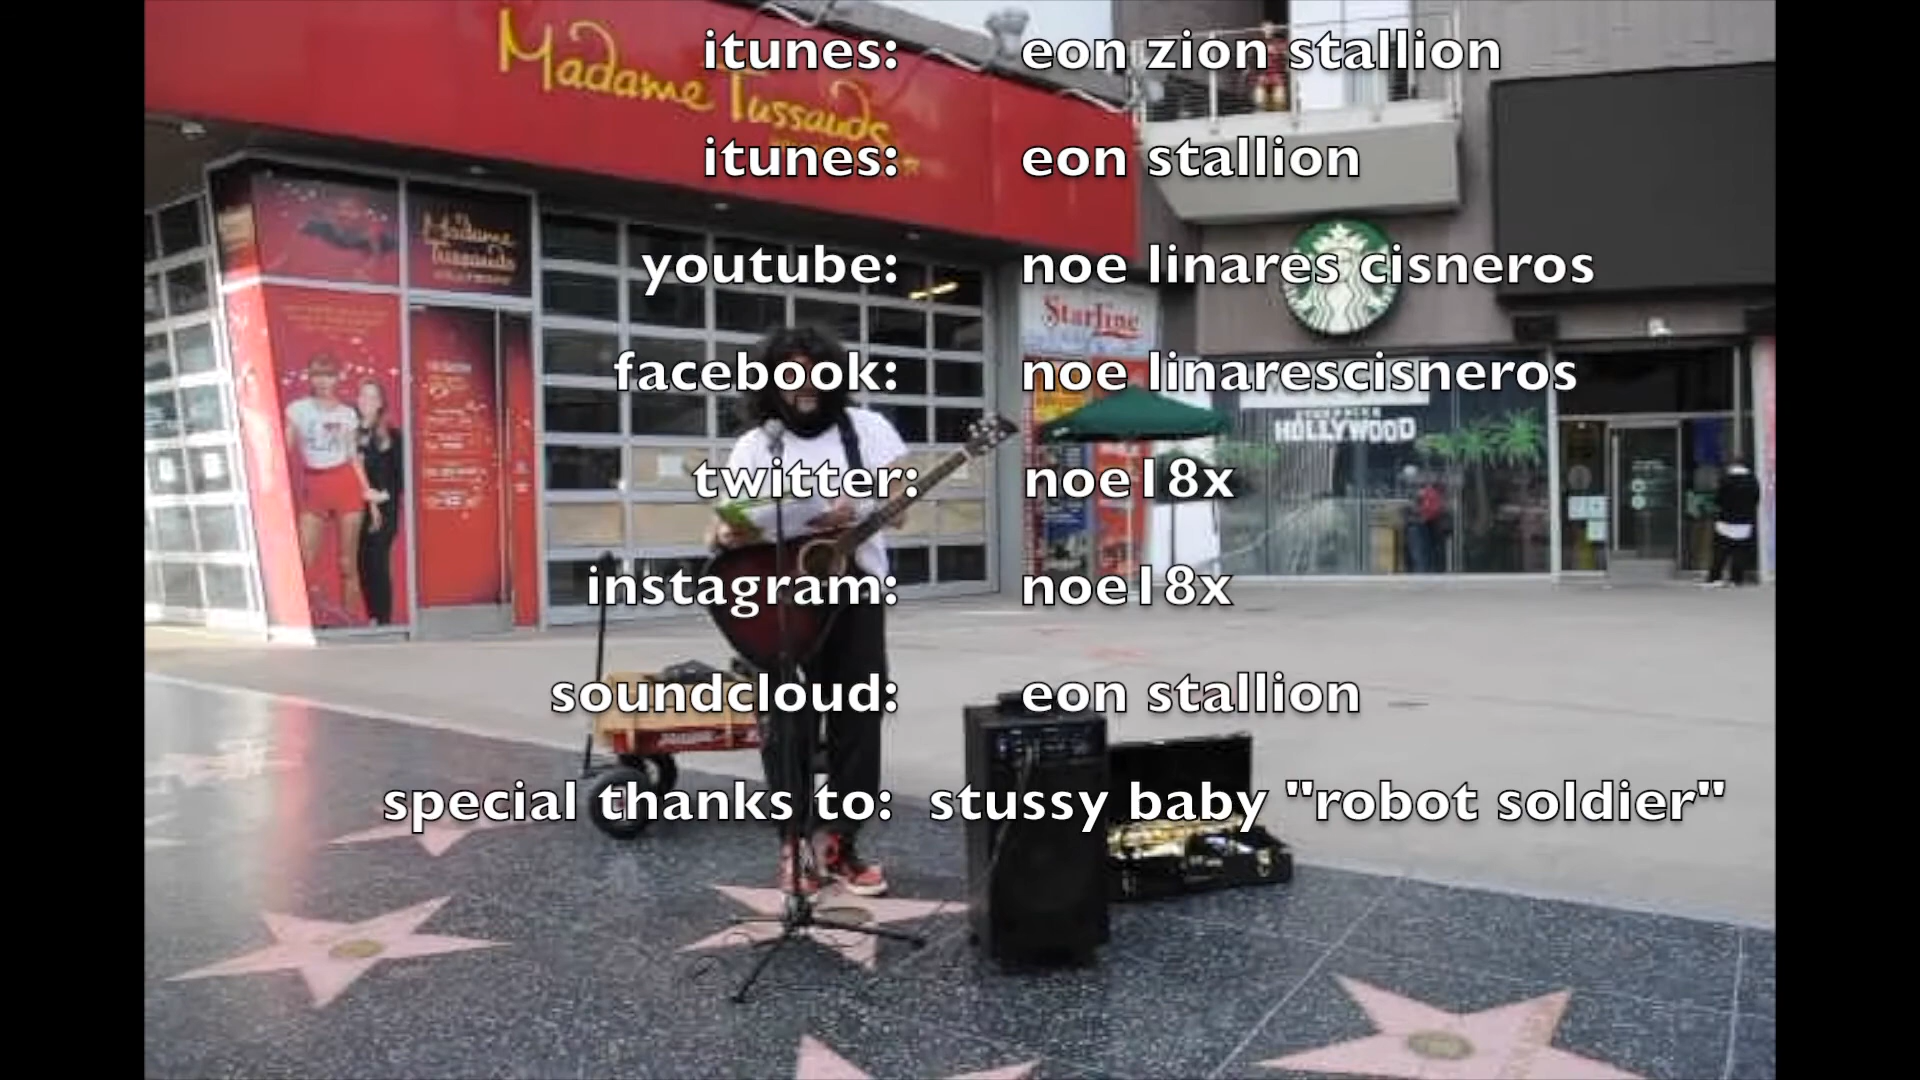 itunes: eon zion stallion
itunes: eon stallion
youtube: noe linares cisneros
facebook: noe linarescisneros
twitter: noe18x
instagram: noe18x
soundcloud: eon stallion
special thanks to: stussy baby "robot soldier"
Madame Tussauds
Madame
Tussauds
Starline
HOLLYWOOD